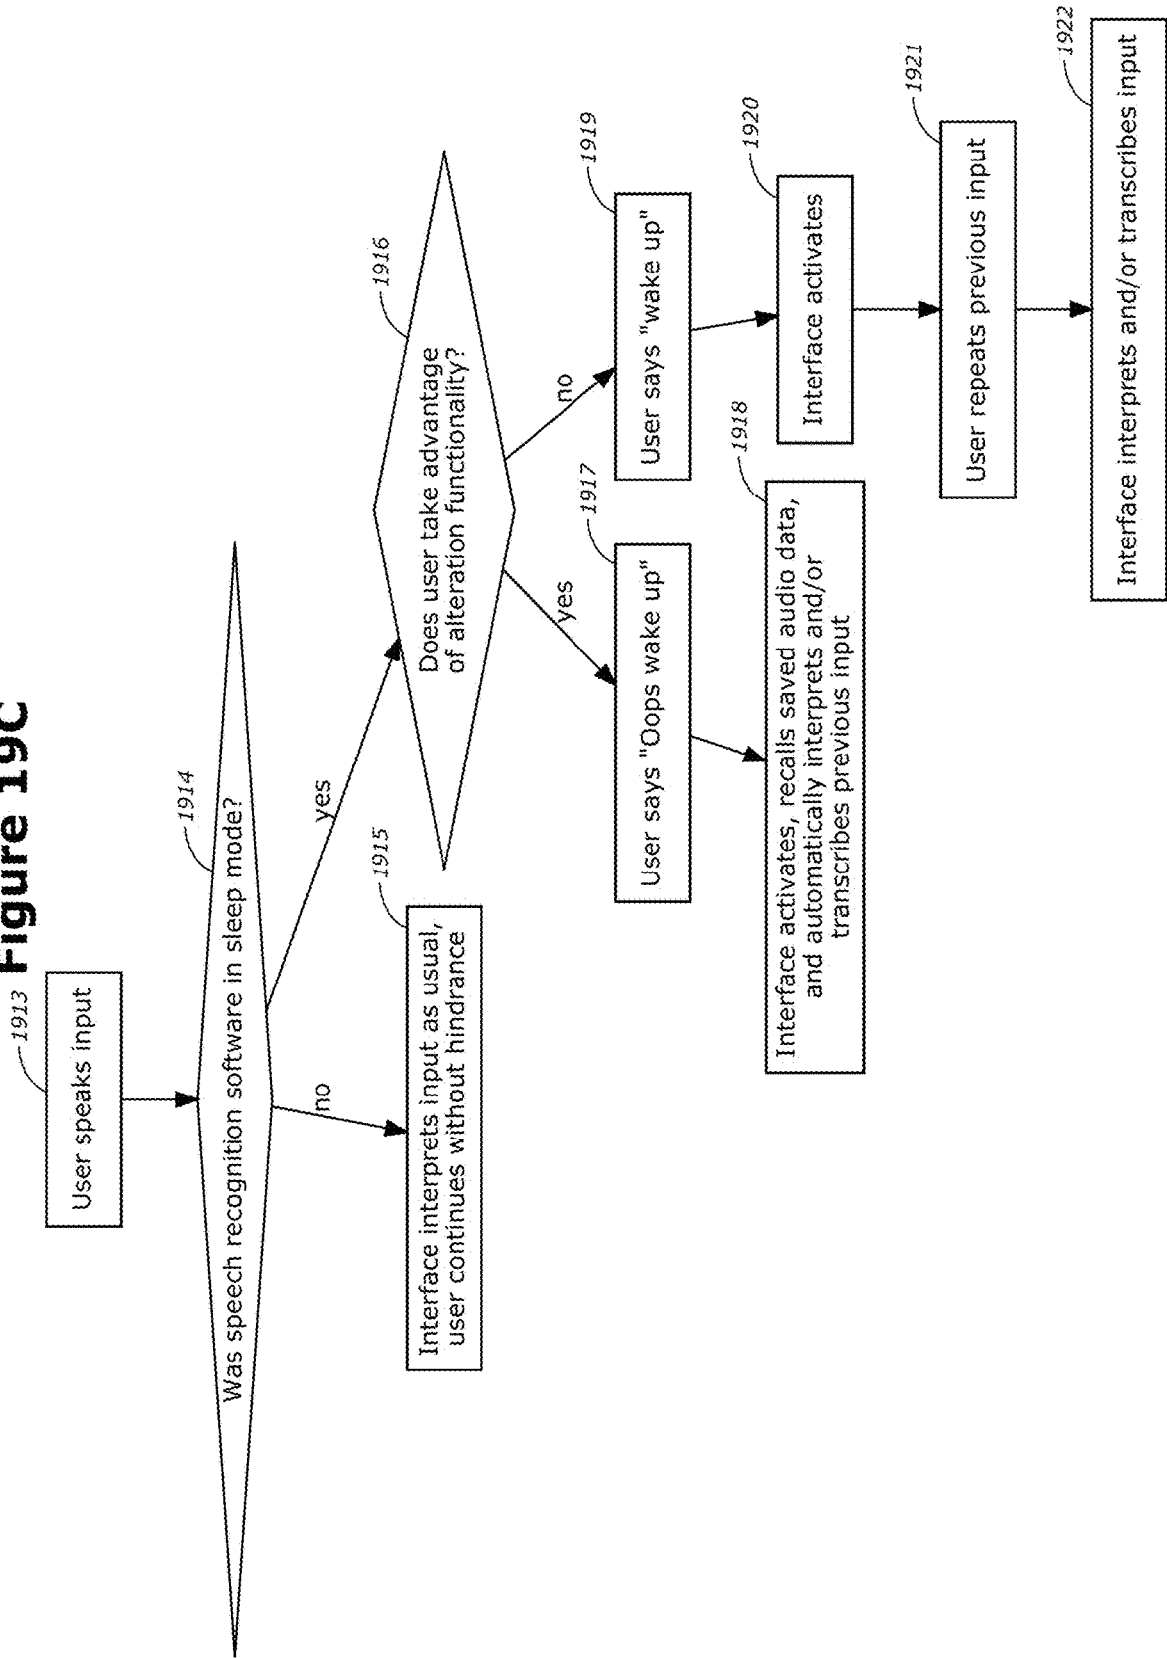 Figure 19C
1913
User speaks input
1914
Was speech recognition software in sleep mode?
no
yes
1915
Interface interprets input as usual,
user continues without hindrance
1916
Does user take advantage
of alteration functionality?
yes
no
1917
User says "Oops wake up"
1918
Interface activates, recalls saved audio data,
and automatically interprets and/or
transcribes previous input
1919
User says "wake up"
1920
Interface activates
1921
User repeats previous input
1922
Interface interprets and/or transcribes input